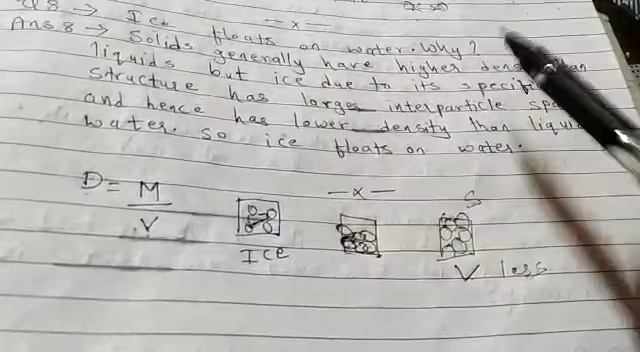 Q8 → Ice floats on water. Why?
Ans 8 → Solids generally have higher than
liquids but ice due to its
structure has larger interparticle
and hence has lower density than
water. so ice floats on water.
— x —
D = M
V
Ice
S
V less